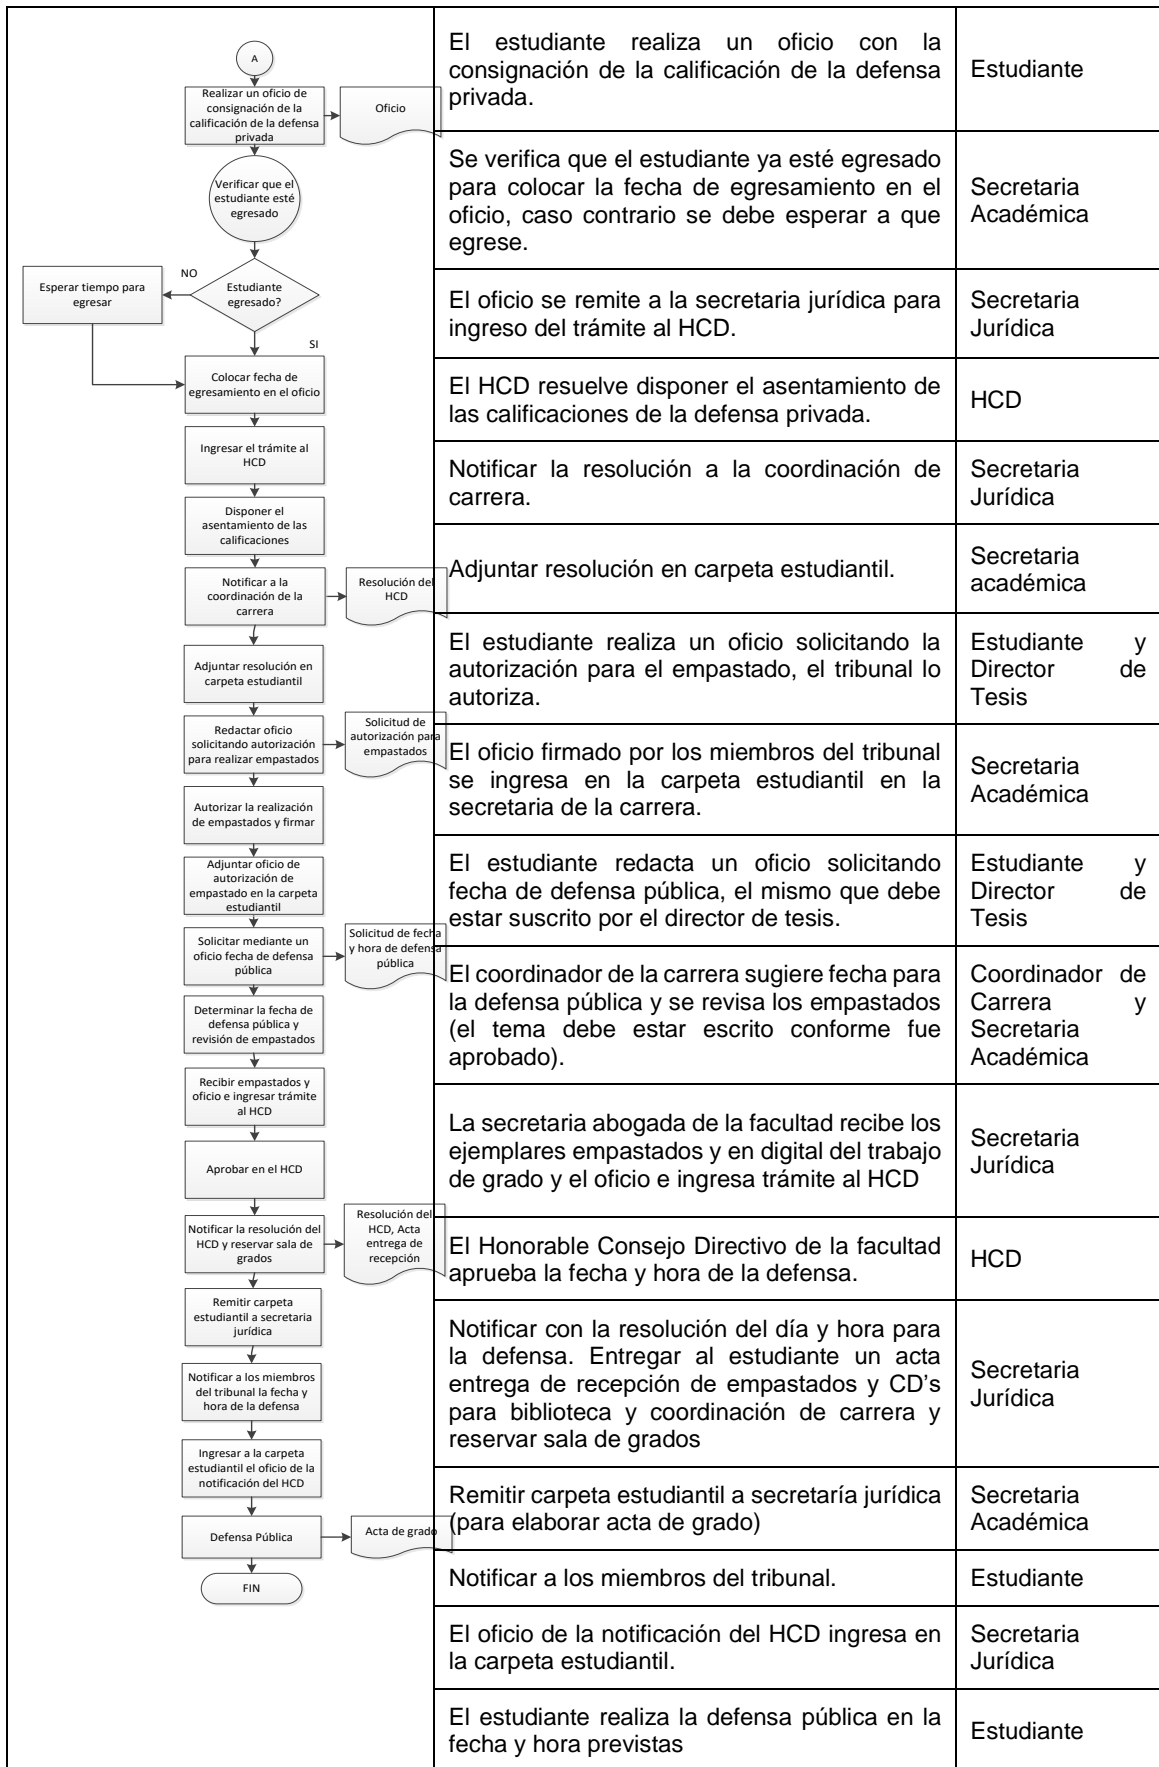 A
Realizar un oficio de
consignación de la
calificación de la defensa
privada
Oficio
Verificar que el
estudiante esté
egresado
Estudiante
egresado?
NO
Esperar tiempo para
egresar
SI
Colocar fecha de
egresamiento en el oficio
Ingresar el trámite al
HCD
Disponer el
asentamiento de las
calificaciones
Notificar a la
coordinación de la
carrera
Resolución del
HCD
Adjuntar resolución en
carpeta estudiantil
Redactar oficio
solicitando autorización
para realizar empastados
Solicitud de
autorización para
empastados
Autorizar la realización
de empastados y firmar
Adjuntar oficio de
autorización de
empastado en la carpeta
estudiantil
Solicitar mediante un
oficio fecha de defensa
pública
Solicitud de fecha
y hora de defensa
pública
Determinar la fecha de
defensa pública y
revisión de empastados
Recibir empastados y
oficio e ingresar trámite
al HCD
Aprobar en el HCD
Notificar la resolución del
HCD y reservar sala de
grados
Resolución del
HCD, Acta
entrega de
recepción
Remitir carpeta
estudiantil a secretaria
jurídica
Notificar a los miembros
del tribunal la fecha y
hora de la defensa
Ingresar a la carpeta
estudiantil el oficio de la
notificación del HCD
Defensa Pública
Acta de grado
FIN
El estudiante realiza un oficio con la
consignación de la calificación de la defensa
privada.
Estudiante
Se verifica que el estudiante ya esté egresado
para colocar la fecha de egresamiento en el
oficio, caso contrario se debe esperar a que
egrese.
Secretaria
Académica
El oficio se remite a la secretaria jurídica para
ingreso del trámite al HCD.
Secretaria
Jurídica
El HCD resuelve disponer el asentamiento de
las calificaciones de la defensa privada.
HCD
Notificar la resolución a la coordinación de
carrera.
Secretaria
Jurídica
Adjuntar resolución en carpeta estudiantil.
Secretaria
académica
El estudiante realiza un oficio solicitando la
autorización para el empastado, el tribunal lo
autoriza.
Estudiante y
Director de
Tesis
El oficio firmado por los miembros del tribunal
se ingresa en la carpeta estudiantil en la
secretaria de la carrera.
Secretaria
Académica
El estudiante redacta un oficio solicitando
fecha de defensa pública, el mismo que debe
estar suscrito por el director de tesis.
Estudiante y
Director de
Tesis
El coordinador de la carrera sugiere fecha para
la defensa pública y se revisa los empastados
(el tema debe estar escrito conforme fue
aprobado).
Coordinador de
Carrera y
Secretaria
Académica
La secretaria abogada de la facultad recibe los
ejemplares empastados y en digital del trabajo
de grado y el oficio e ingresa trámite al HCD
Secretaria
Jurídica
El Honorable Consejo Directivo de la facultad
aprueba la fecha y hora de la defensa.
HCD
Notificar con la resolución del día y hora para
la defensa. Entregar al estudiante un acta
entrega de recepción de empastados y CD's
para biblioteca y coordinación de carrera y
reservar sala de grados
Secretaria
Jurídica
Remitir carpeta estudiantil a secretaría jurídica
(para elaborar acta de grado)
Secretaria
Académica
Notificar a los miembros del tribunal.
Estudiante
El oficio de la notificación del HCD ingresa en
la carpeta estudiantil.
Secretaria
Jurídica
El estudiante realiza la defensa pública en la
fecha y hora previstas
Estudiante